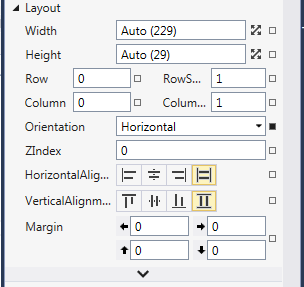 Layout
Width Auto (229)
Height Auto (29)
Row 0 RowS... 1
Column 0 Colum... 1
Orientation Horizontal
ZIndex 0
HorizontalAlig...
VerticalAlignm...
Margin 0 0
0 0